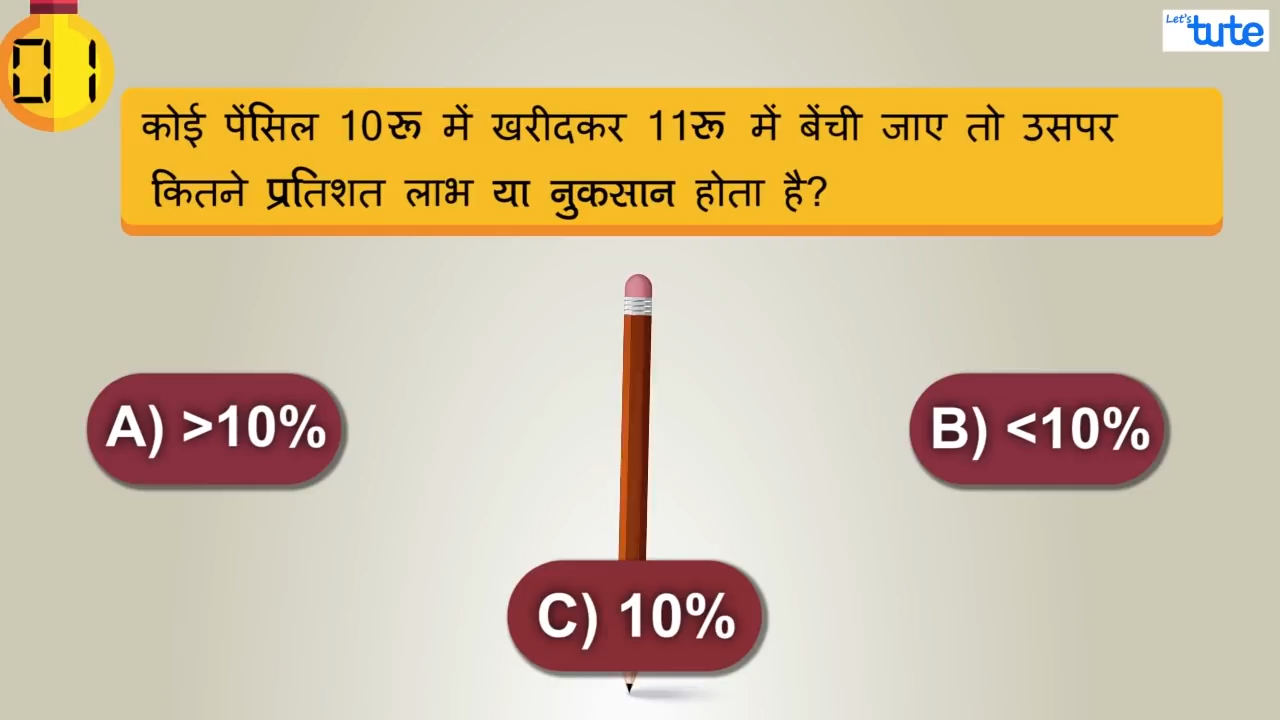 01
Let's
tute
कोई पेंसिल 10रू में खरीदकर 11रू में बेंची जाए तो उसपर
कितने प्रतिशत लाभ या नुकसान होता है?
A) >10%
B) <10%
C) 10%